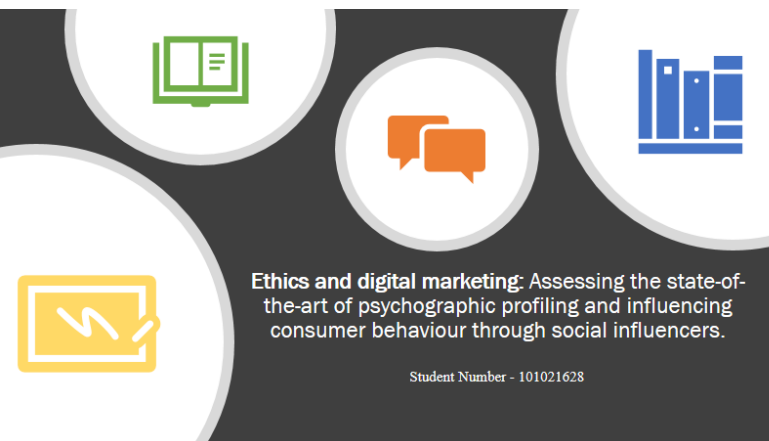 Ethics and digital marketing: Assessing the state-of-
the-art of psychographic profiling and influencing
consumer behaviour through social influencers.
Student Number - 101021628